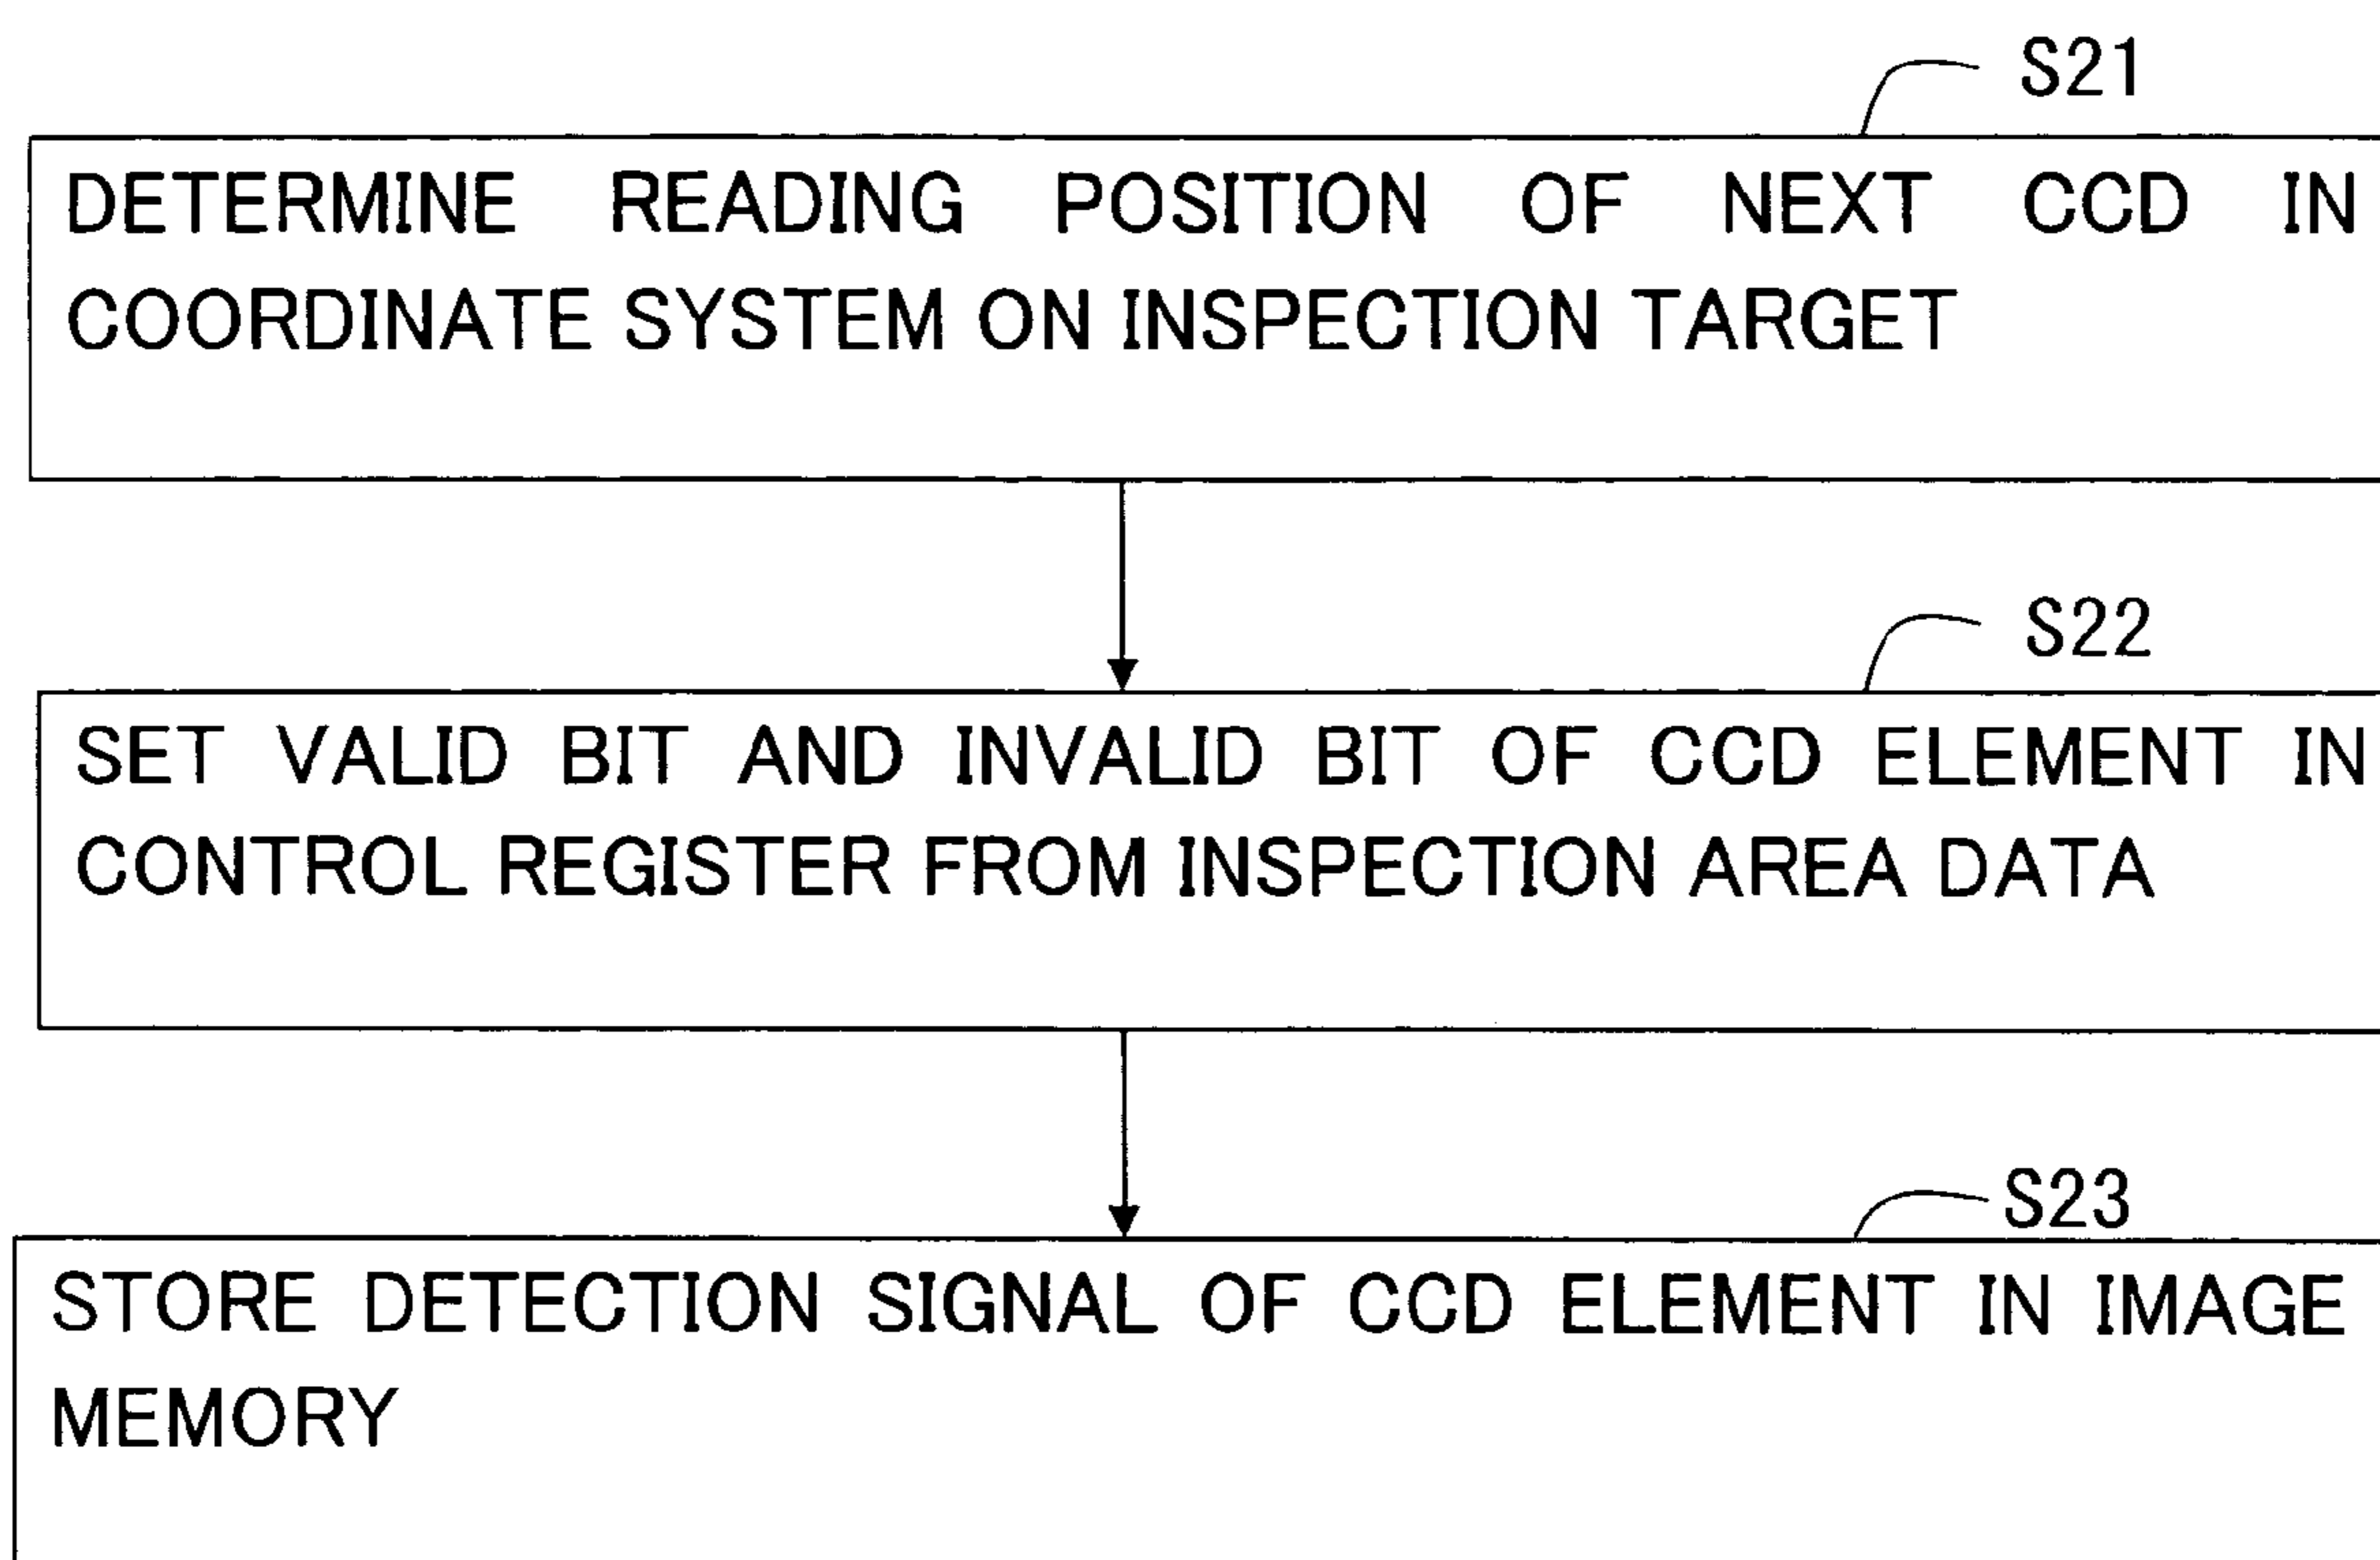 S21
DETERMINE READING POSITION OF NEXT CCD IN
COORDINATE SYSTEM ON INSPECTION TARGET
S22
SET VALID BIT AND INVALID BIT OF CCD ELEMENT IN
CONTROL REGISTER FROM INSPECTION AREA DATA
S23
STORE DETECTION SIGNAL OF CCD ELEMENT IN IMAGE
MEMORY